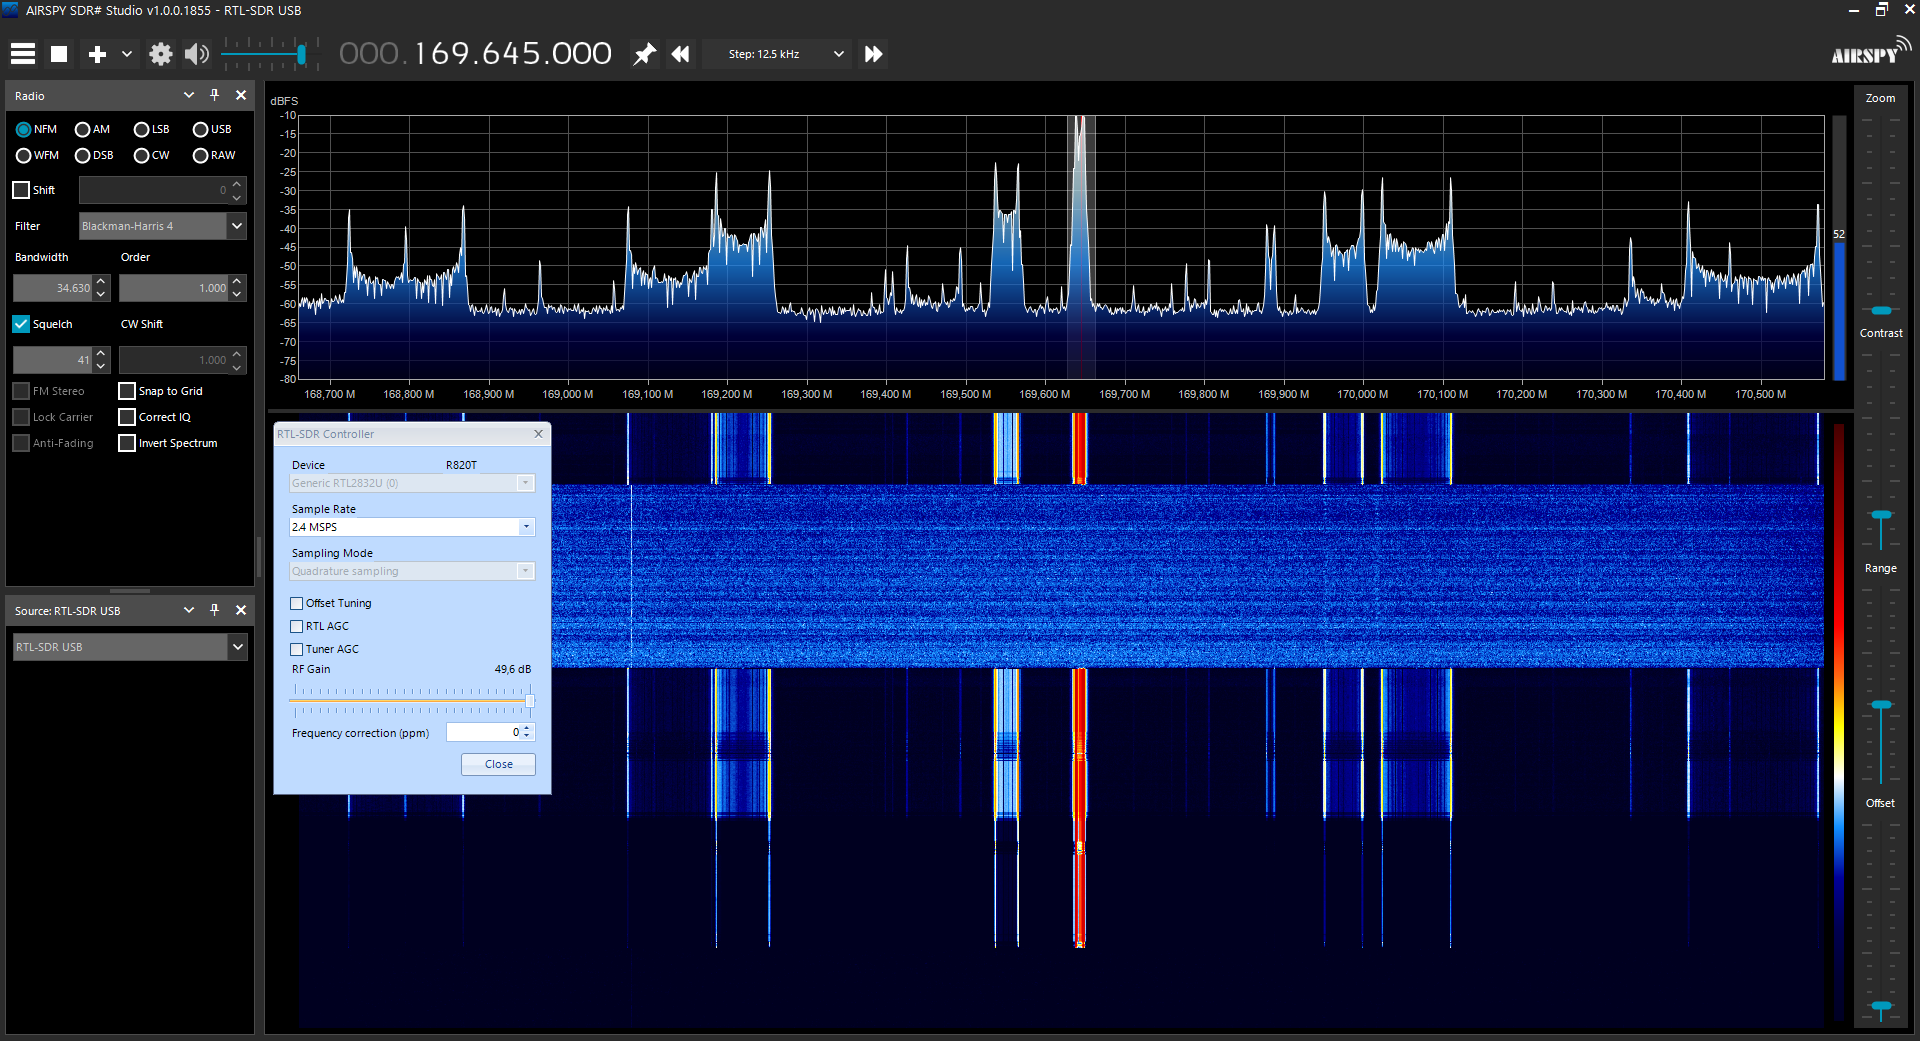 AIRSPY SDR# Studio v1.0.0.1855 - RTL-SDR USB
000.169.645.000
Step: 12.5 kHz
AIRSPY
Radio
NFM AM LSB USB
WFM DSB CW RAW
Shift 0
Filter Blackman-Harris 4
Bandwidth Order
34.630 1.000
Squelch CW Shift
41 1.000
FM Stereo Snap to Grid
Lock Carrier Correct IQ
Anti-Fading Invert Spectrum
Source: RTL-SDR USB
RTL-SDR USB
dBFS
-10
-15
-20
-25
-30
-35
-40
-45
-50
-55
-60
-65
-70
-75
-80
168,700 M 168,800 M 168,900 M 169,000 M 169,100 M 169,200 M 169,300 M 169,400 M 169,500 M 169,600 M 169,700 M 169,800 M 169,900 M 170,000 M 170,100 M 170,200 M 170,300 M 170,400 M 170,500 M
52
RTL-SDR Controller
Device R820T
Generic RTL2832U (0)
Sample Rate
2.4 MSPS
Sampling Mode
Quadrature sampling
Offset Tuning
RTL AGC
Tuner AGC
RF Gain 49,6 dB
Frequency correction (ppm) 0
Close
Zoom
Contrast
Range
Offset